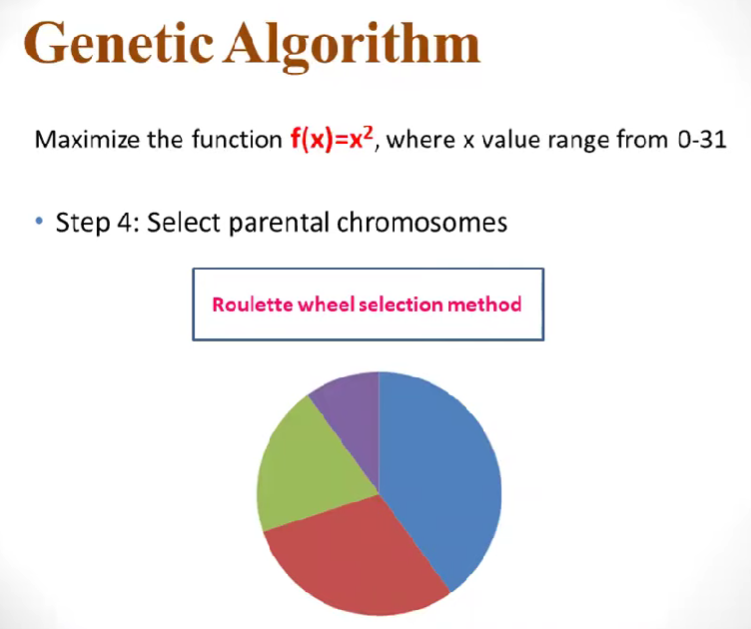 Genetic Algorithm
Maximize the function f(x)=x², where x value range from 0-31
• Step 4: Select parental chromosomes
Roulette wheel selection method